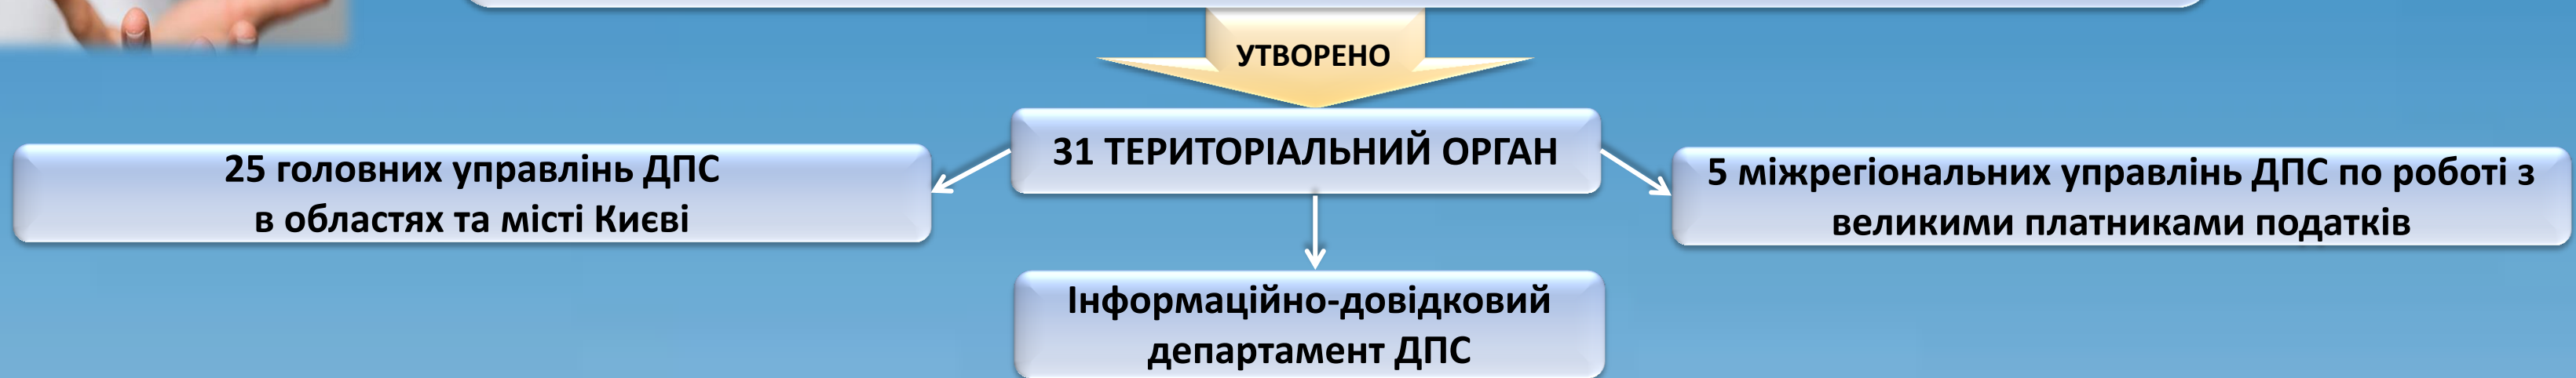 УТВОРЕНО
31 ТЕРИТОРІАЛЬНИЙ ОРГАН
25 головних управлінь ДПС
в областях та місті Києві
5 міжрегіональних управлінь ДПС по роботі з
великими платниками податків
Інформаційно-довідковий
департамент ДПС